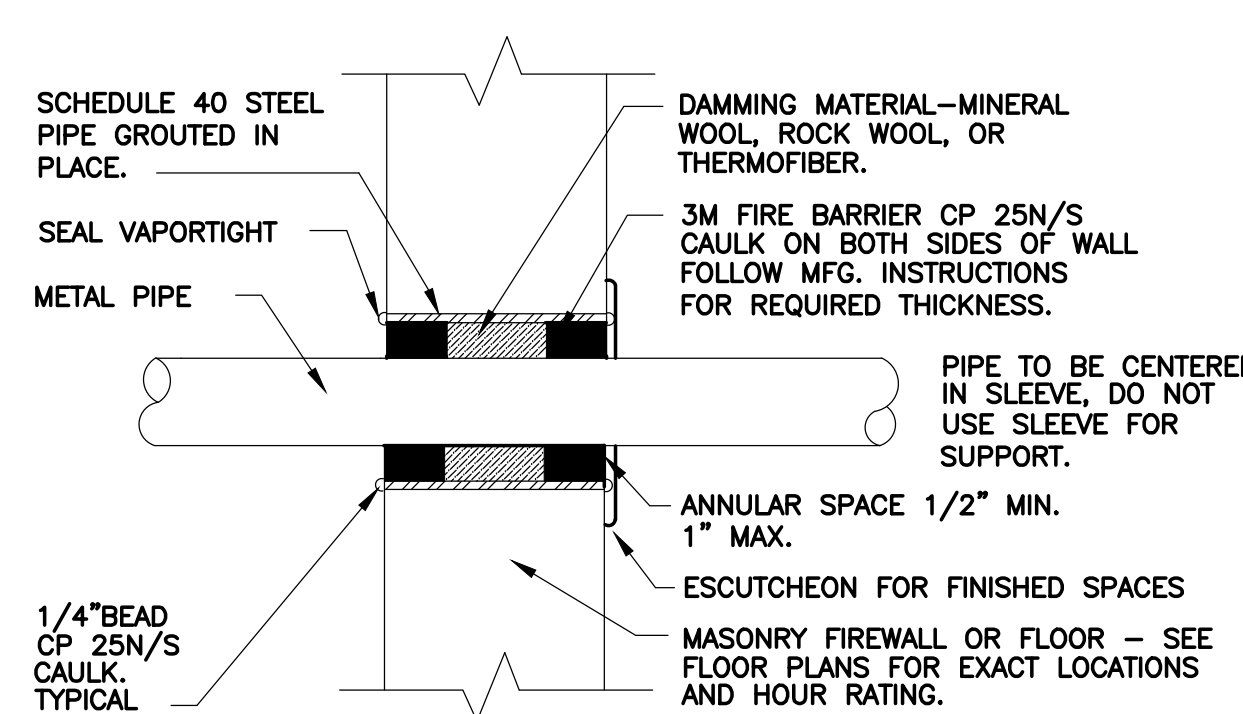 SCHEDULE 40 STEEL
PIPE GROUTED IN
PLACE.
SEAL VAPORTIGHT
METAL PIPE
1/4"BEAD
CP 25N/S
CAULK.
TYPICAL
DAMMING MATERIAL-MINERAL
WOOL, ROCK WOOL, OR
THERMOFIBER.
3M FIRE BARRIER CP 25N/S
CAULK ON BOTH SIDES OF WALL
FOLLOW MFG. INSTRUCTIONS
FOR REQUIRED THICKNESS.
PIPE TO BE CENTERE
IN SLEEVE, DO NOT
USE SLEEVE FOR
SUPPORT.
ANNULAR SPACE 1/2" MIN.
1" MAX.
ESCUTCHEON FOR FINISHED SPACES
MASONRY FIREWALL OR FLOOR – SEE
FLOOR PLANS FOR EXACT LOCATIONS
AND HOUR RATING.